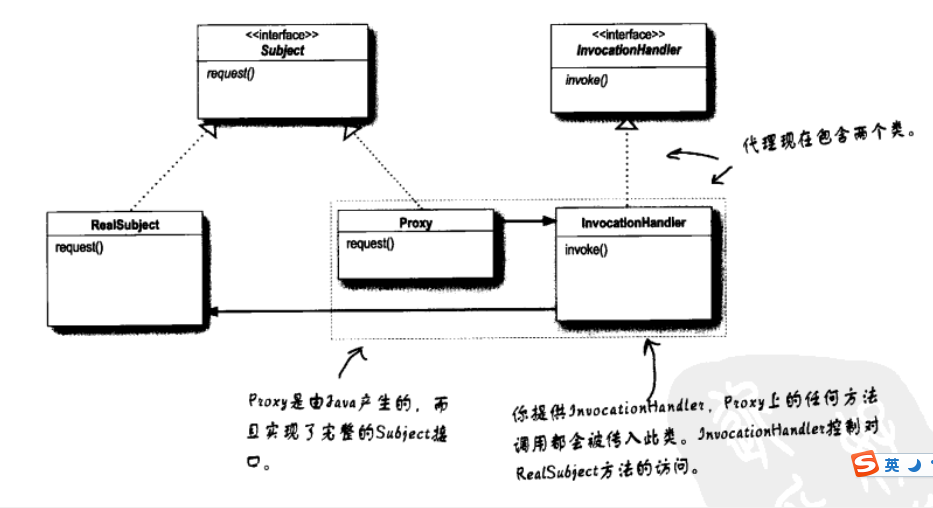 <<interface>>
Subject
request()
<<interface>>
InvocationHandler
invoke()
代理现在包含两个类。
RealSubject
request()
Proxy
request()
InvocationHandler
invoke()
Proxy是由Java产生的，而
且实现了完整的Subject接
口。
你提供InvocationHandler，Proxy上的任何方法
调用都会被传入此类。InvocationHandler控制对
RealSubject方法的访问。
英